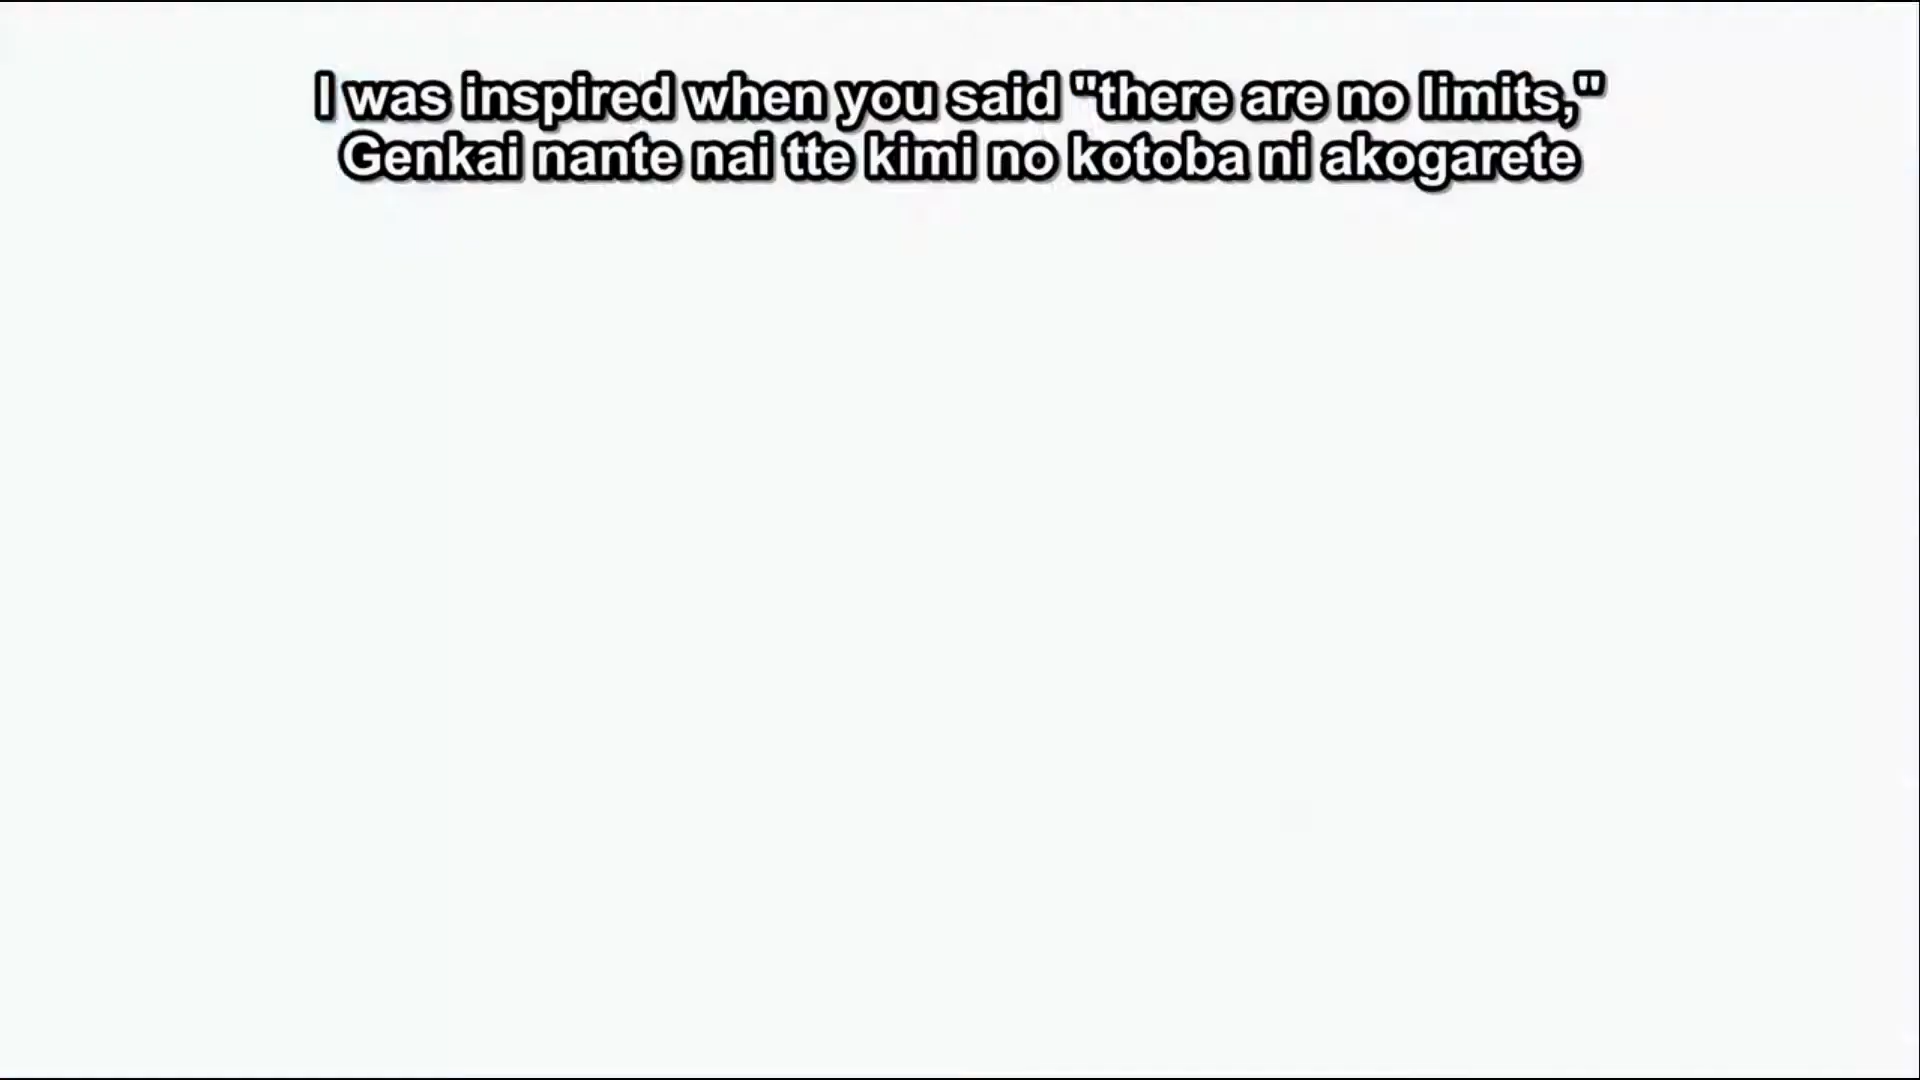 I was inspired when you said "there are no limits,"
Genkai nante nai tte kimi no kotoba ni akogarete